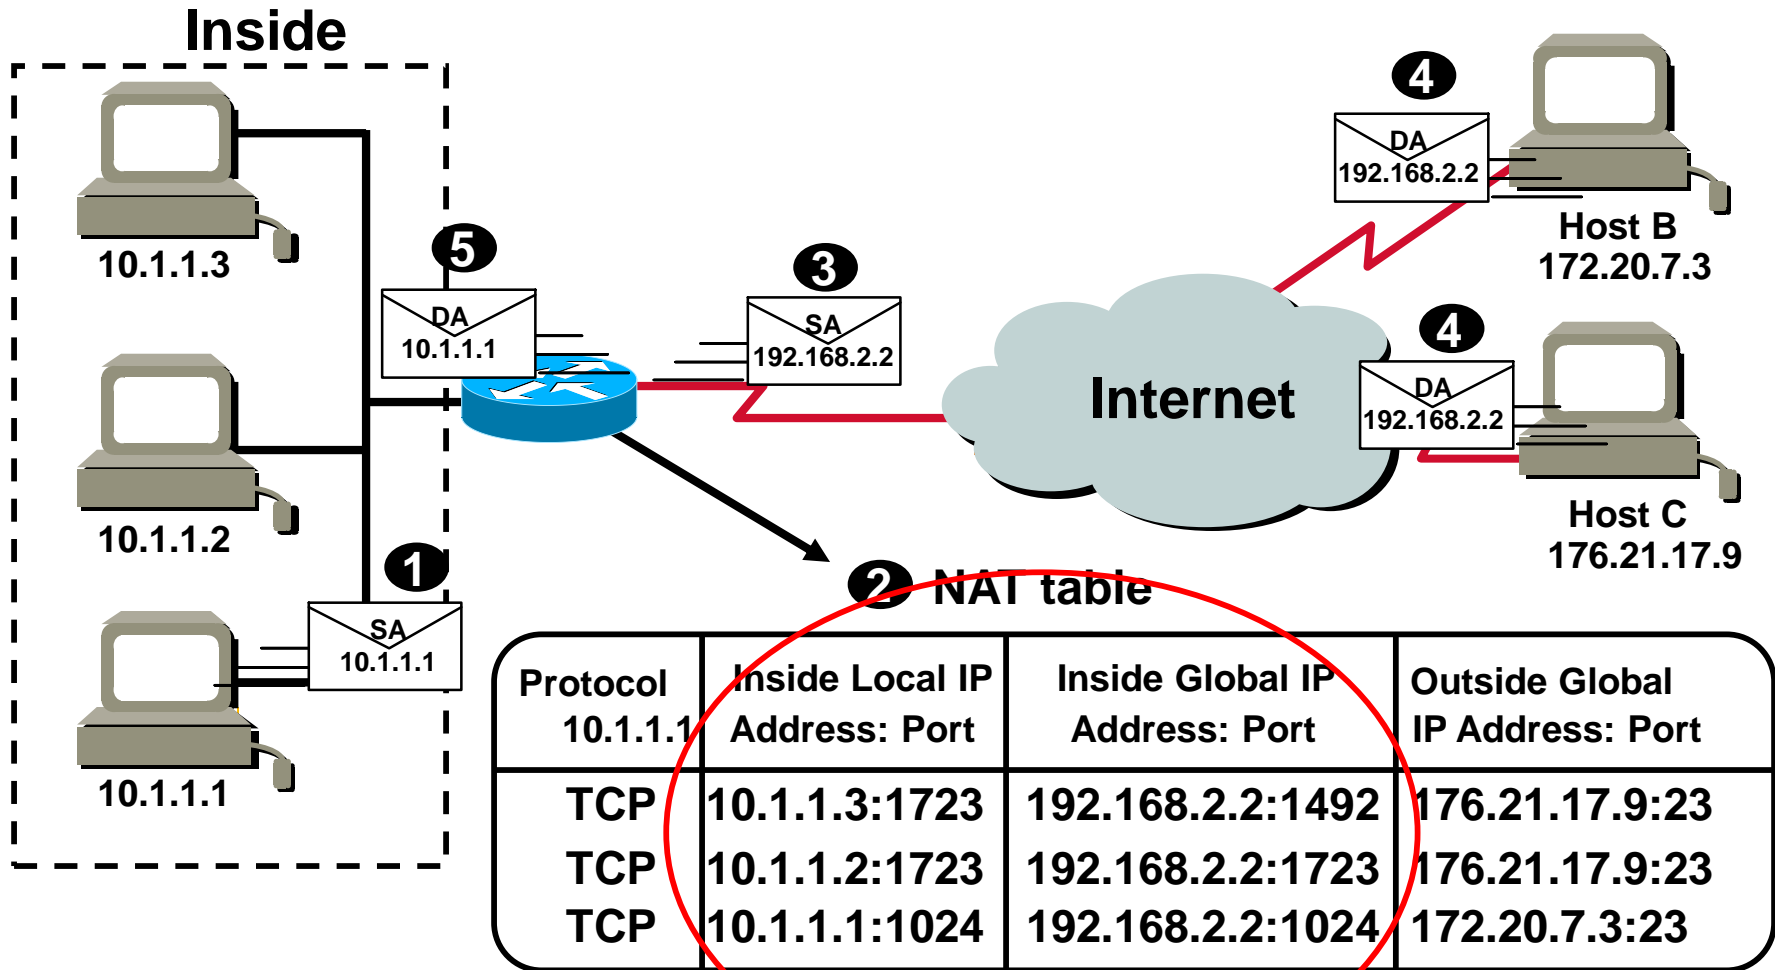 Inside
10.1.1.3
10.1.1.2
1
SA
10.1.1.1
10.1.1.1
5
DA
10.1.1.1
3
SA
192.168.2.2
Internet
4
DA
192.168.2.2
Host B
172.20.7.3
4
DA
192.168.2.2
Host C
176.21.17.9
2 NAT table
Protocol
10.1.1.1
Inside Local IP
Address: Port
Inside Global IP
Address: Port
Outside Global
IP Address: Port
TCP 10.1.1.3:1723 192.168.2.2:1492 176.21.17.9:23
TCP 10.1.1.2:1723 192.168.2.2:1723 176.21.17.9:23
TCP 10.1.1.1:1024 192.168.2.2:1024 172.20.7.3:23